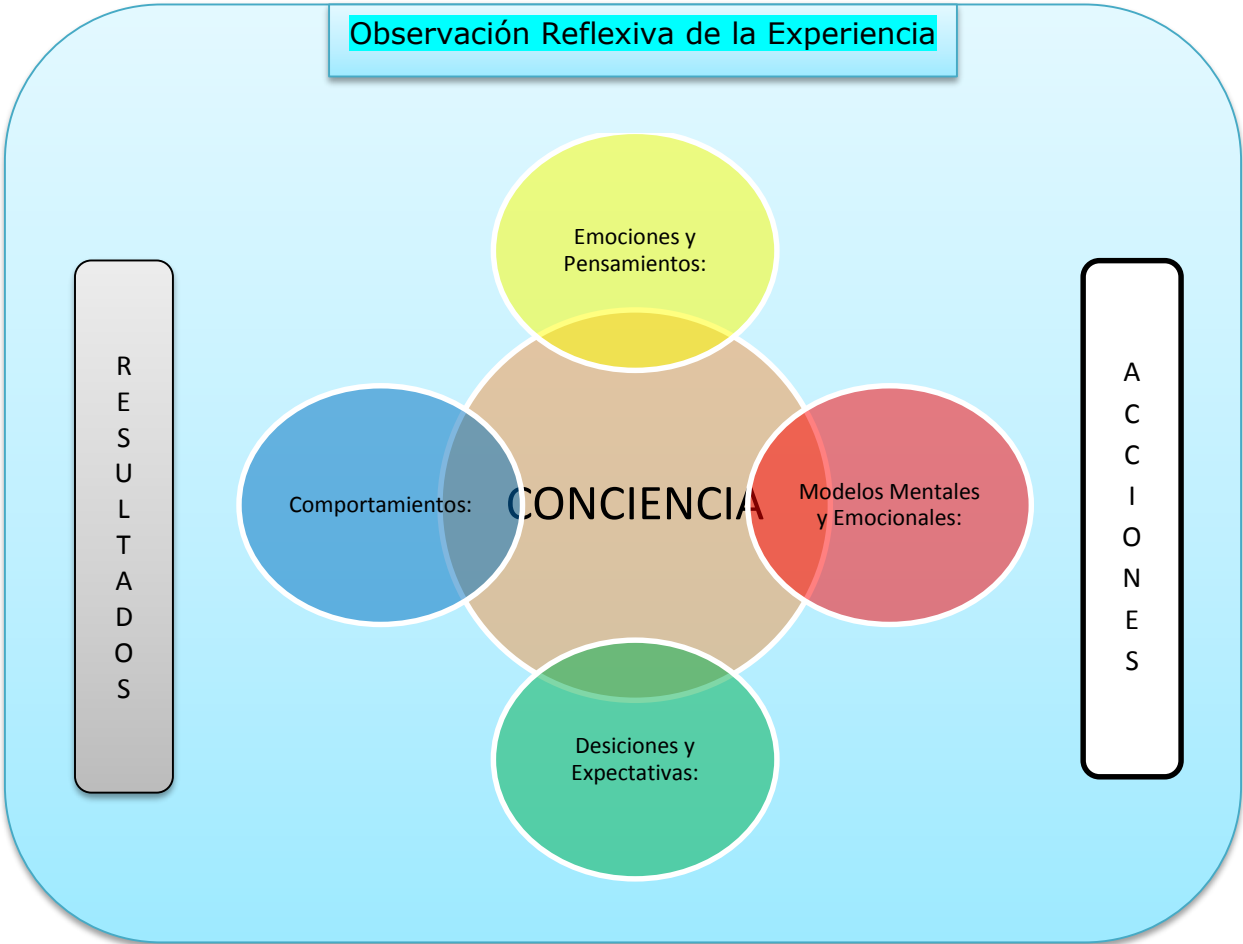 Observación Reflexiva de la Experiencia
Emociones y
Pensamientos:
R
E
S
U
L
T
A
D
O
S
Comportamientos:
CONCIENCIA
Modelos Mentales
y Emocionales:
A
C
C
I
O
N
E
S
Desiciones y
Expectativas: